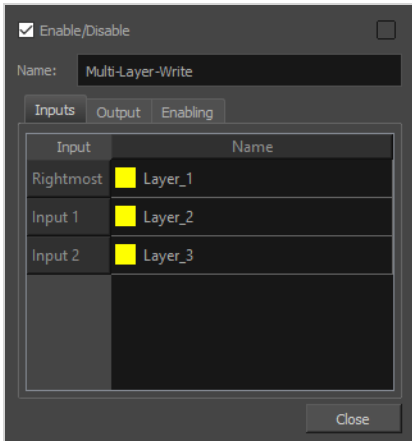 Enable/Disable
Name: Multi-Layer-Write
Inputs Output Enabling
Input Name
Rightmost Layer_1
Input 1 Layer_2
Input 2 Layer_3
Close